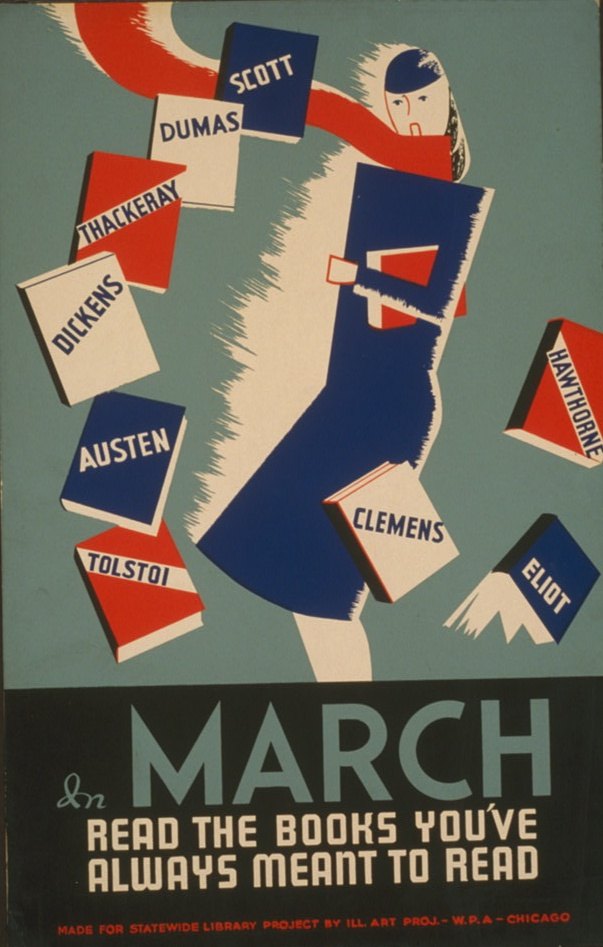 SCOTT
DUMAS
THACKERAY
DICKENS
AUSTEN
TOLSTOI
HAWTHORNE
CLEMENS
ELIOT
In MARCH
READ THE BOOKS YOU'VE
ALWAYS MEANT TO READ
MADE FOR STATEWIDE LIBRARY PROJECT BY ILL. ART PROJ. - W.P.A - CHICAGO